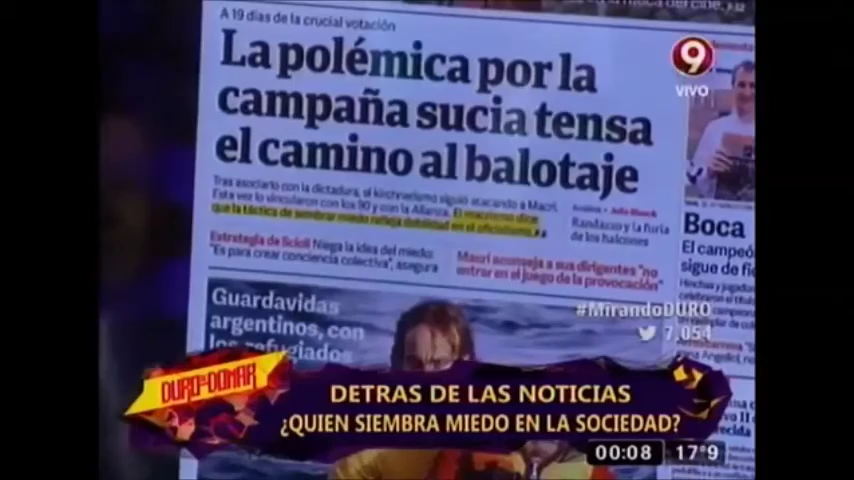 A 19 días de la crucial votación
La polémica por la
campaña sucia tensa
el camino al balotaje
Tras asociarlo con la dictadura, el kirchnerismo siguió atacando a Macri.
Esta vez lo vincularon con los 90 y con la Alianza. El macrismo dice
que la táctica de sembrar miedo refleja debilidad en el oficialismo.
Randazzo y la furia
de los halcones
Estrategia de Scioli Niega la idea del miedo:
"Es para crear conciencia colectiva", asegura
Macri aconseja a sus dirigentes "no
entrar en el juego de la provocación"
Boca
El campeó
sigue de fie
Guardavidas
argentinos, con
los refugiados
9
VIVO
#MirandoDURO
7,054
DURO DE DOMAR
DETRAS DE LAS NOTICIAS
¿QUIEN SIEMBRA MIEDO EN LA SOCIEDAD?
00:08 17°9